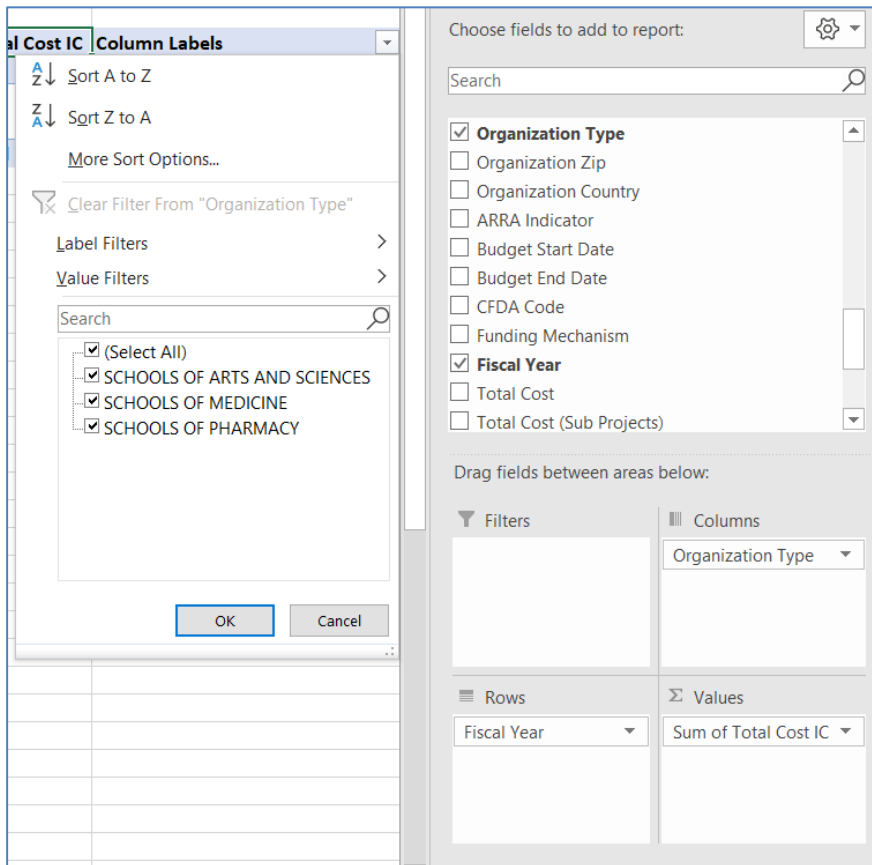 al Cost IC Column Labels
Sort A to Z
Sort Z to A
More Sort Options...
Clear Filter From "Organization Type"
Label Filters
Value Filters
Search
(Select All)
SCHOOLS OF ARTS AND SCIENCES
SCHOOLS OF MEDICINE
SCHOOLS OF PHARMACY
OK Cancel
Choose fields to add to report:
Search
Organization Type
Organization Zip
Organization Country
ARRA Indicator
Budget Start Date
Budget End Date
CFDA Code
Funding Mechanism
Fiscal Year
Total Cost
Total Cost (Sub Projects)
Drag fields between areas below:
Filters
Columns
Organization Type
Rows
Fiscal Year
Σ Values
Sum of Total Cost IC